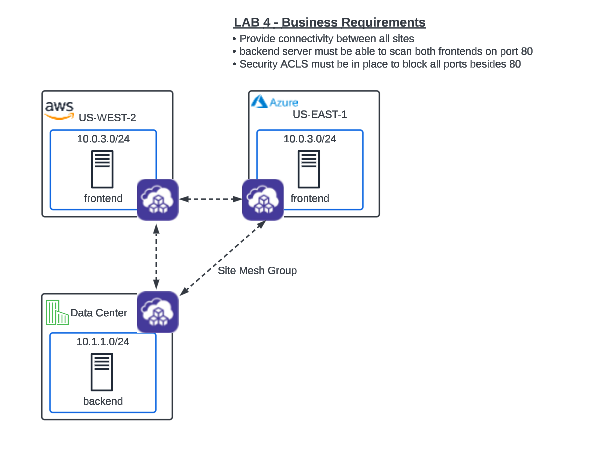 LAB 4 - Business Requirements
• Provide connectivity between all sites
• backend server must be able to scan both frontends on port 80
• Security ACLS must be in place to block all ports besides 80
aws
US-WEST-2
10.0.3.0/24
frontend
Azure
US-EAST-1
10.0.3.0/24
frontend
Site Mesh Group
Data Center
10.1.1.0/24
backend